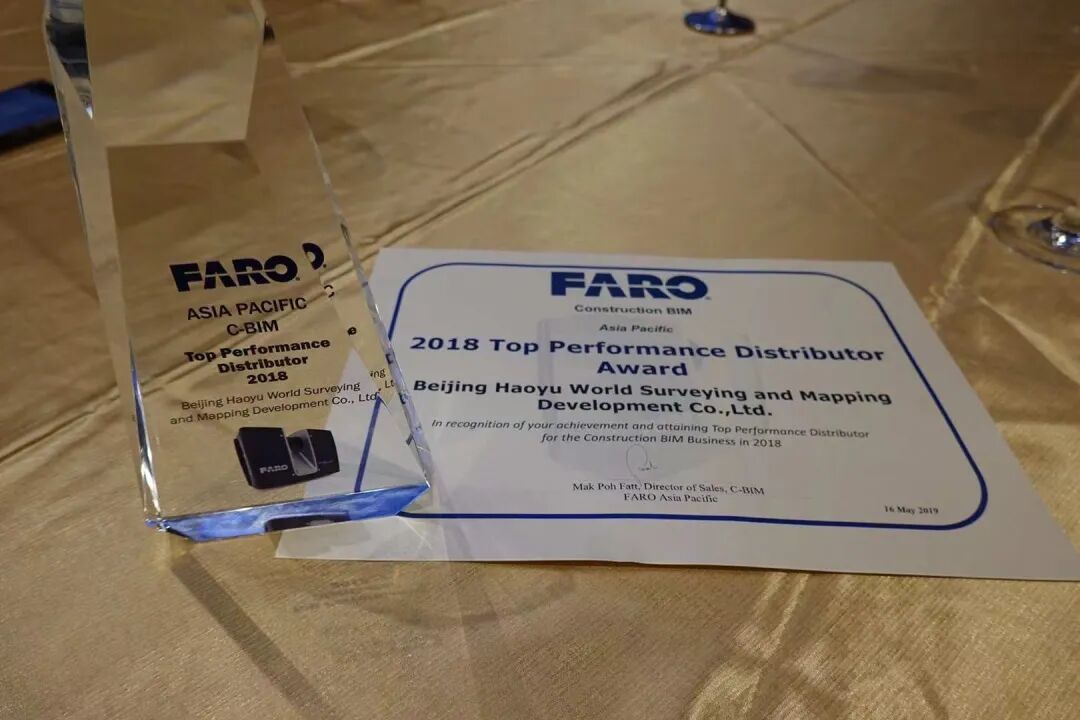 FARO
ASIA PACIFIC
C-BIM
Top Performance
Distributor
2018
Beijing Haoyu World Surveying
and Mapping Development Co., Ltd.
FARO
FARO
Construction BIM
Asia Pacific
2018 Top Performance Distributor
Award
Beijing Haoyu World Surveying and Mapping
Development Co.,Ltd.
In recognition of your achievement and attaining Top Performance Distributor
for the Construction BIM Business in 2018
Mak Poh Fatt, Director of Sales, C-BIM
FARO Asia Pacific
16 May 2019